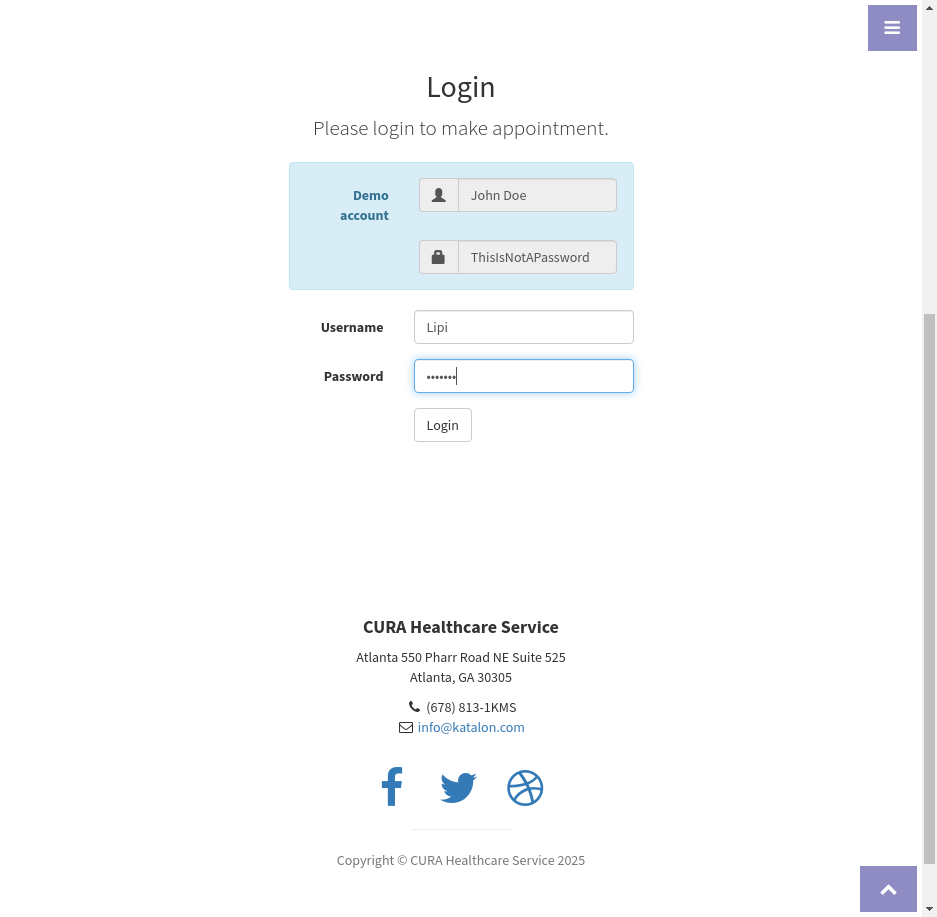 Login
Please login to make appointment.
Demo
account
John Doe
ThisIsNotAPassword
Username
Lipi
Password
•••••••
Login
CURA Healthcare Service
Atlanta 550 Pharr Road NE Suite 525
Atlanta, GA 30305
(678) 813-1KMS
info@katalon.com
Copyright © CURA Healthcare Service 2025